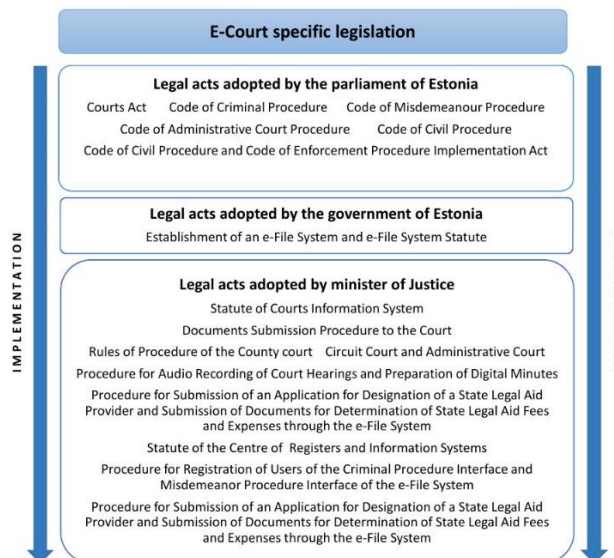 E-Court specific legislation
Legal acts adopted by the parliament of Estonia
Courts Act Code of Criminal Procedure Code of Misdemeanour Procedure
Code of Administrative Court Procedure Code of Civil Procedure
Code of Civil Procedure and Code of Enforcement Procedure Implementation Act
Legal acts adopted by the government of Estonia
Establishment of an e-File System and e-File System Statute
IMPLEMENTATION
Legal acts adopted by minister of Justice
Statute of Courts Information System
Documents Submission Procedure to the Court
Rules of Procedure of the County court Circuit Court and Administrative Court
Procedure for Audio Recording of Court Hearings and Preparation of Digital Minutes
Procedure for Submission of an Application for Designation of a State Legal Aid
Provider and Submission of Documents for Determination of State Legal Aid Fees
and Expenses through the e-File System
Statute of the Centre of Registers and Information Systems
Procedure for Registration of Users of the Criminal Procedure Interface and
Misdemeanor Procedure Interface of the e-File System
Procedure for Submission of an Application for Designation of a State Legal Aid
Provider and Submission of Documents for Determination of State Legal Aid Fees
and Expenses through the e-File System